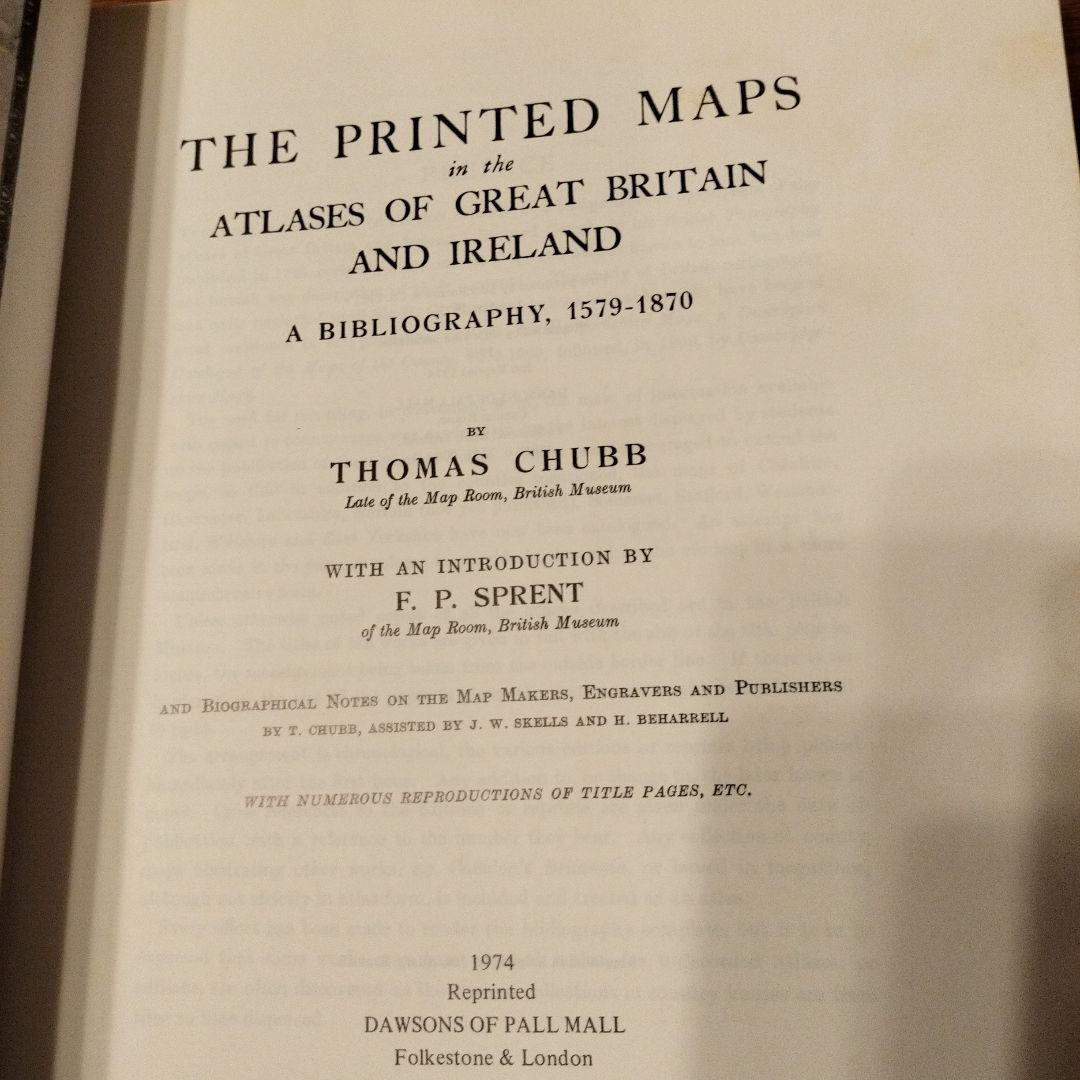 THE PRINTED MAPS
in the
ATLASES OF GREAT BRITAIN
AND IRELAND
A BIBLIOGRAPHY, 1579-1870
BY
THOMAS CHUBB
Late of the Map Room, British Museum
WITH AN INTRODUCTION BY
F. P. SPRENT
of the Map Room, British Museum
AND BIOGRAPHICAL NOTES ON THE MAP MAKERS, ENGRAVERS AND PUBLISHERS
BY T. CHUBB, ASSISTED BY J. W. SKELLS AND H. BEHARRELL
WITH NUMEROUS REPRODUCTIONS OF TITLE PAGES, ETC.
1974
Reprinted
DAWSONS OF PALL MALL
Folkestone & London